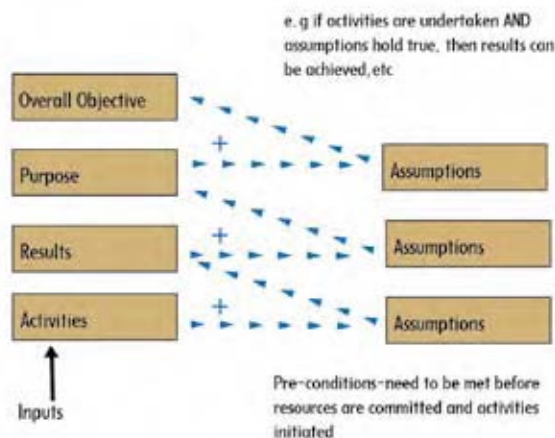 e.g if activities are undertaken AND
assumptions hold true, then results can
be achieved,etc
Overall Objective
+
Purpose
Assumptions
+
Results
Assumptions
+
Activities
Assumptions
Inputs
Pre-conditions-need to be met before
resources are committed and activities
initiated